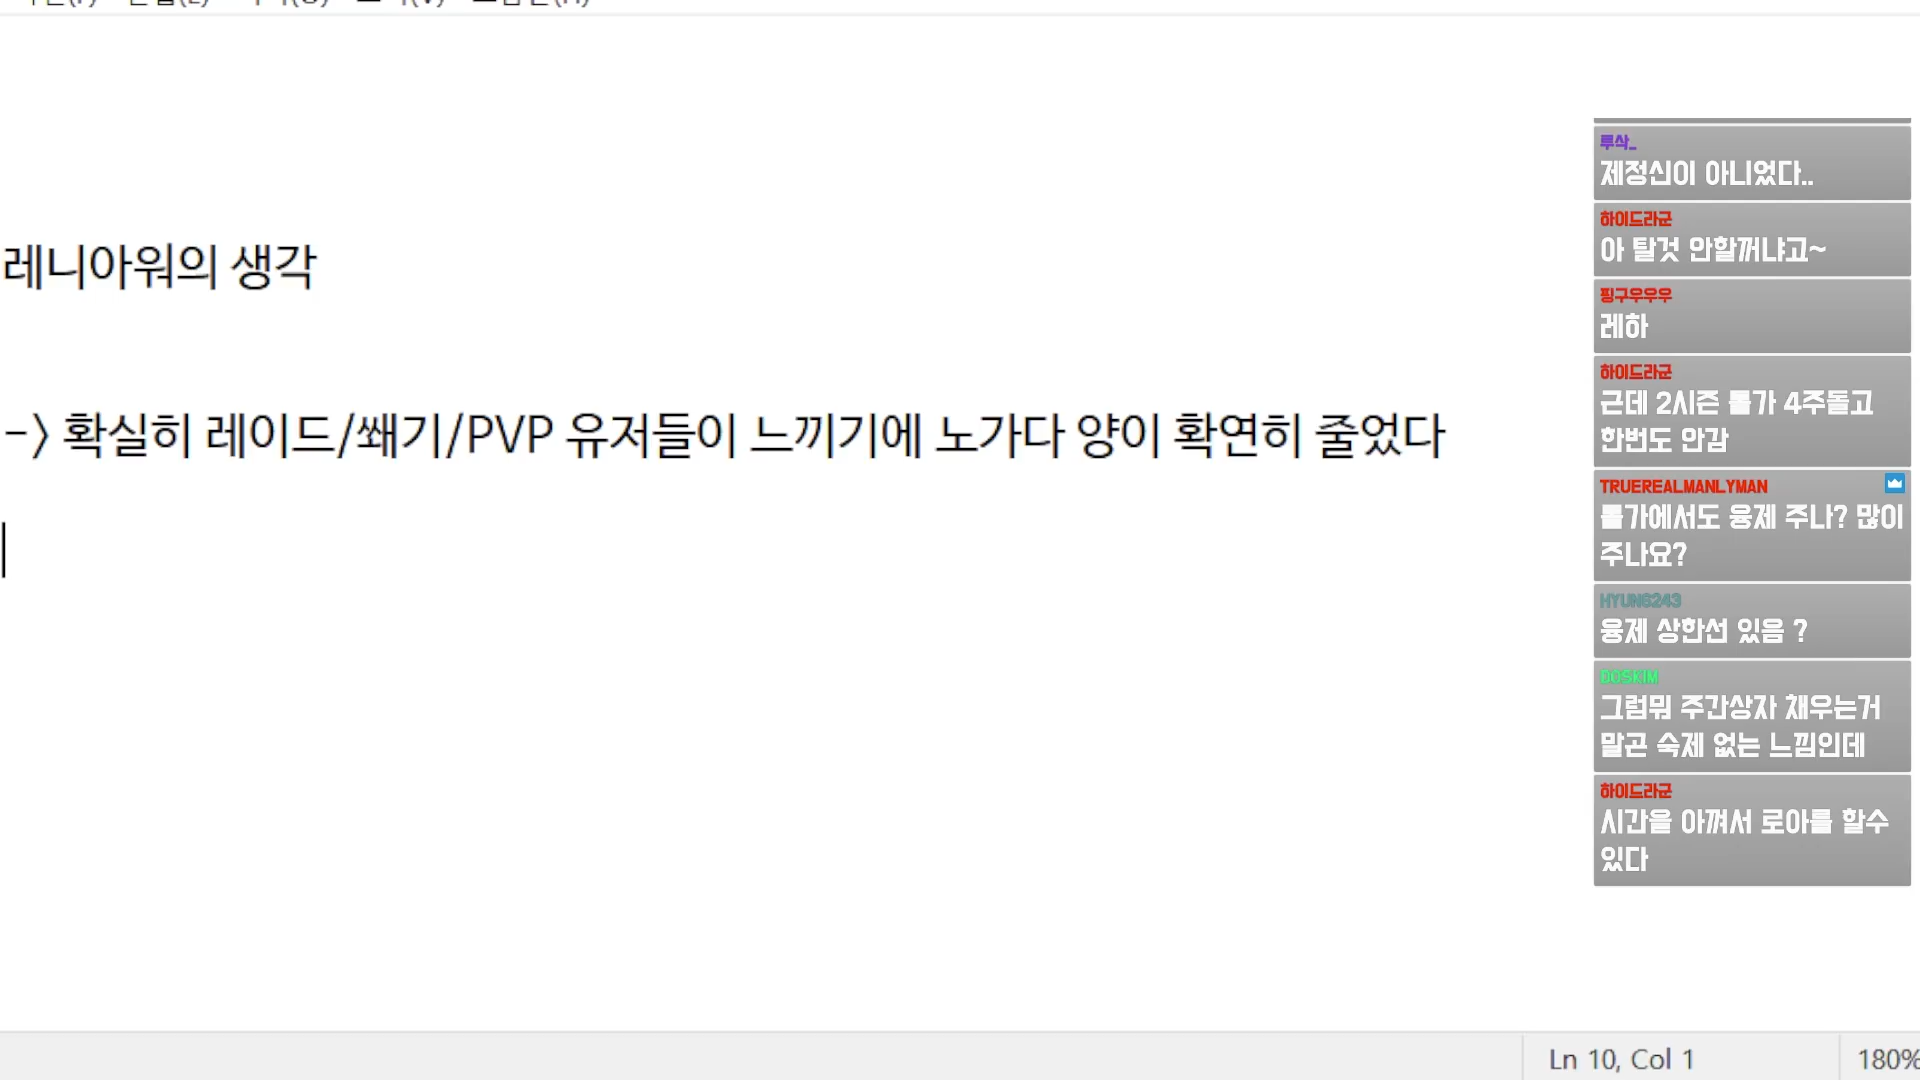 레니아워의 생각
-> 확실히 레이드/쐐기/PVP 유저들이 느끼기에 노가다 양이 확연히 줄었다
루삭_
제정신이 아니었다..
하이드라군
아 탈것 안할꺼냐고~
핑구우우우
레하
하이드라군
근데 2시즌 톨가 4주돌고
한번도 안감
TRUEREALMANLYMAN
톨가에서도 융제 주나? 많이
주나요?
HYUN6243
융제 상한선 있음 ?
DOSKIM
그럼뭐 주간상자 채우는거
말곤 숙제 없는 느낌인데
하이드라군
시간을 아껴서 로아를 할수
있다
Ln 10, Col 1
180%